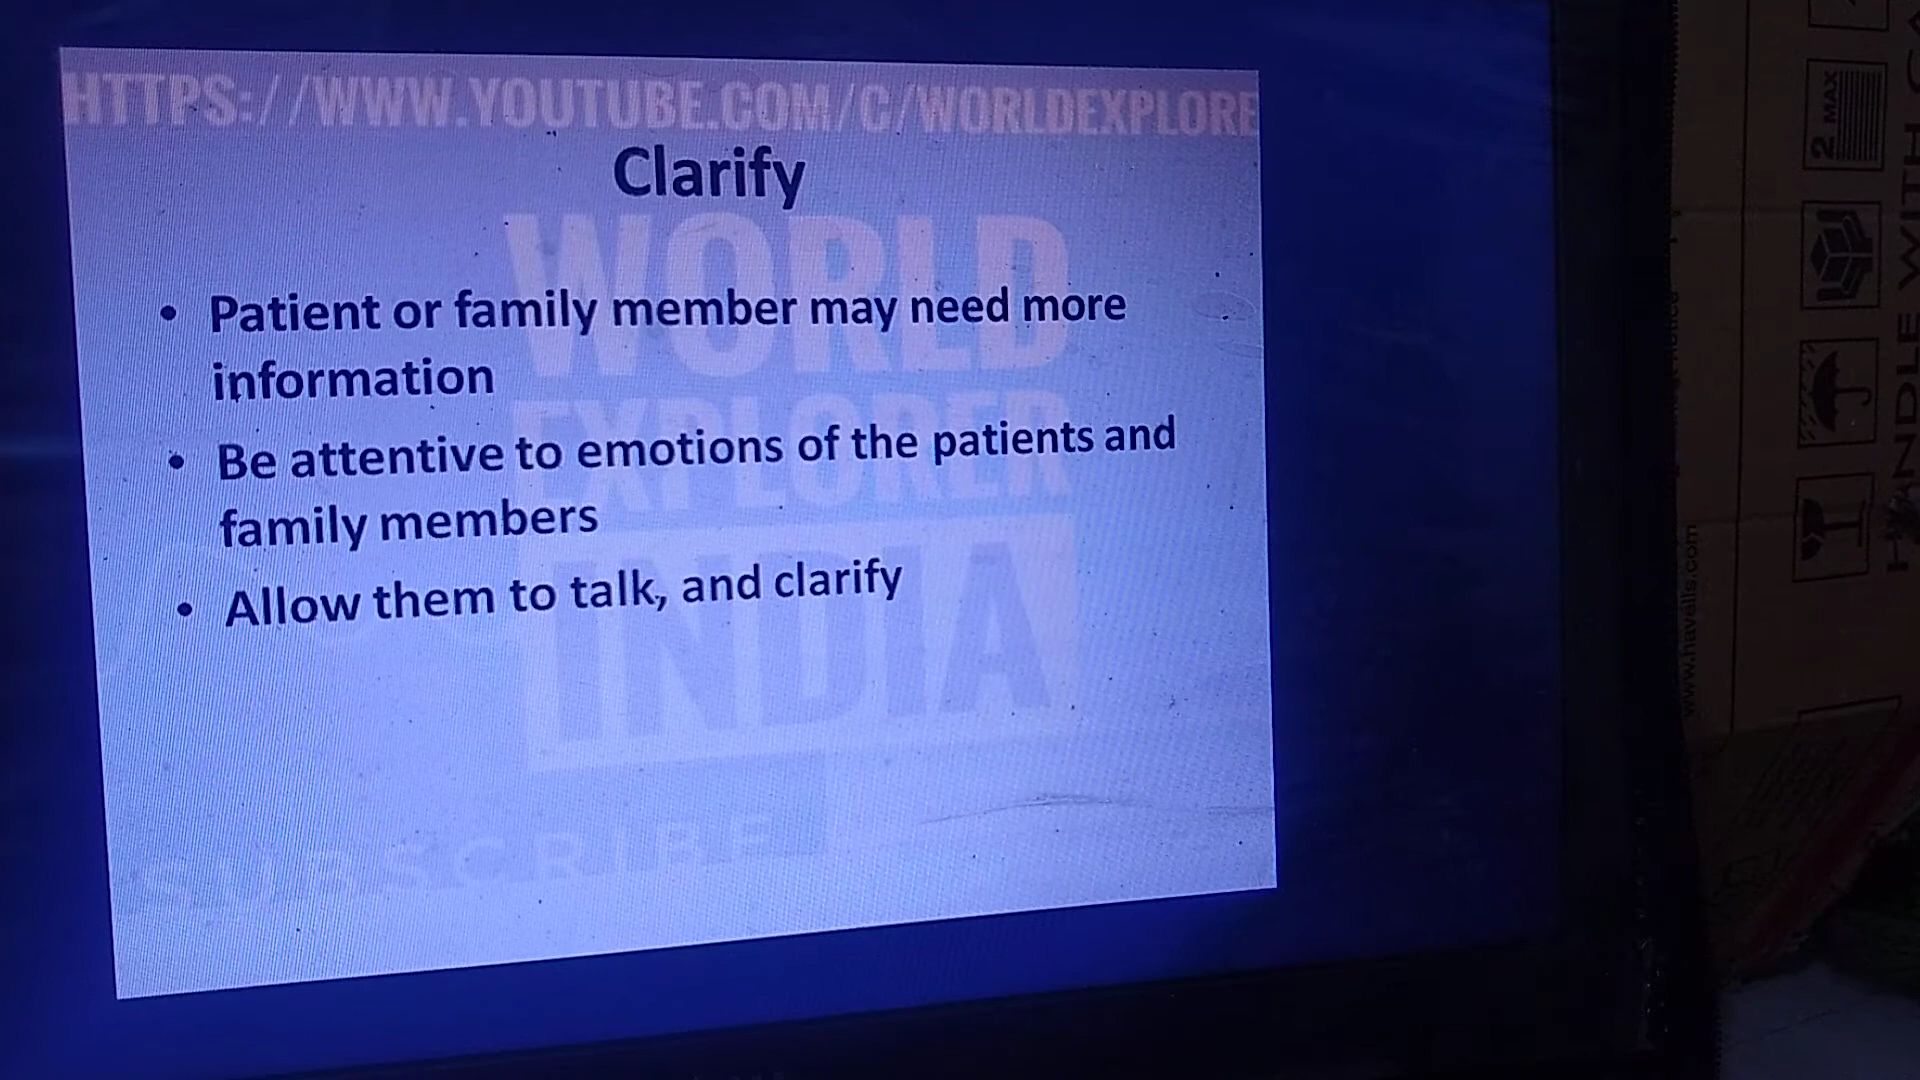 HTTPS://WWW.YOUTUBE.COM/C/WORLDEXPLORE
Clarify
WORLD
EXPLORER
INDIA
• Patient or family member may need more
information
• Be attentive to emotions of the patients and
family members
• Allow them to talk, and clarify
SUBSCRIBE
2 MAX
HANDLE WITH CA
www.havells.com